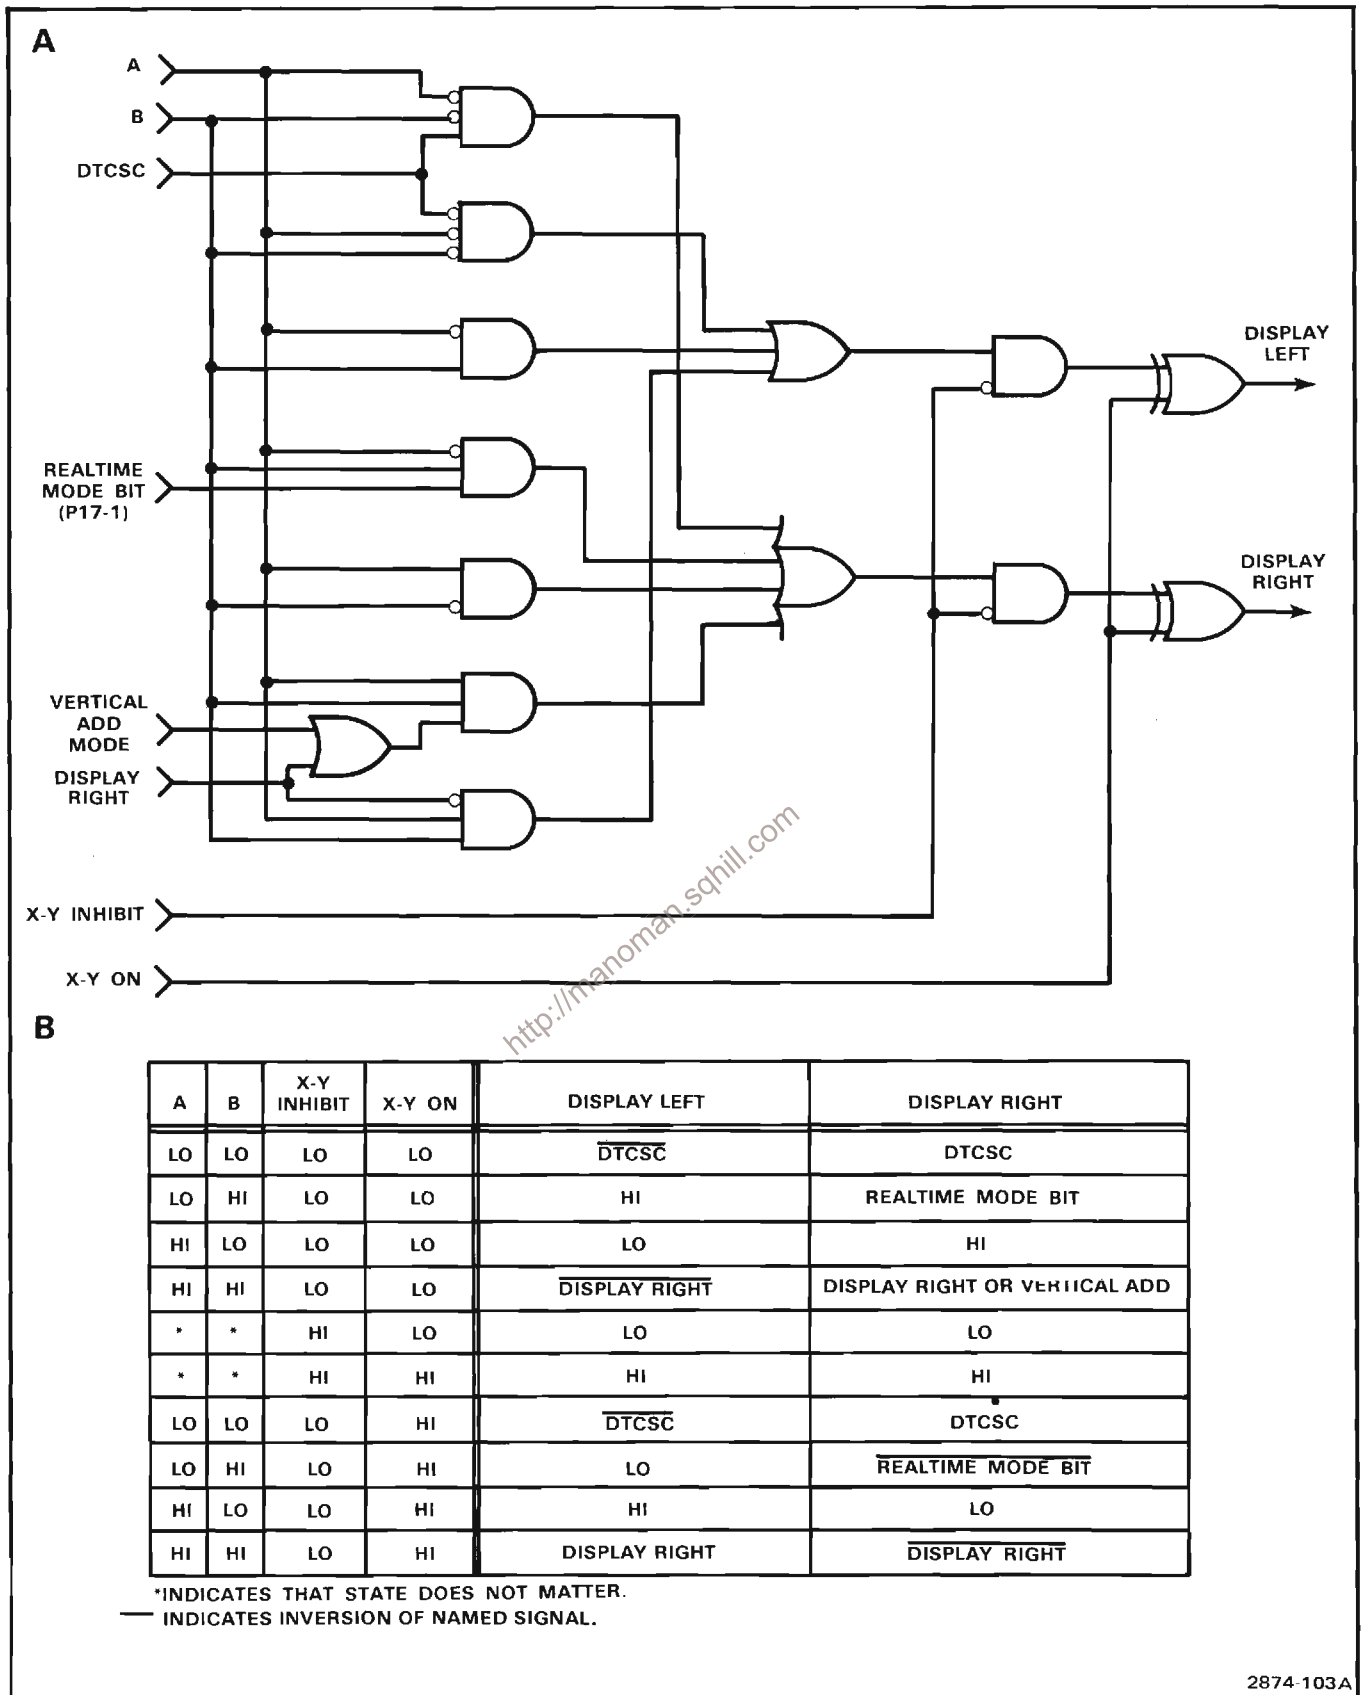 A
A
B
DTCSC
REALTIME
MODE BIT
(P17-1)
VERTICAL
ADD
MODE
DISPLAY
RIGHT
X-Y INHIBIT
X-Y ON
DISPLAY
LEFT
DISPLAY
RIGHT
http://manoman.sqhill.com
B
A B X-Y INHIBIT X-Y ON DISPLAY LEFT DISPLAY RIGHT
LO LO LO LO DTCSC DTCSC
LO HI LO LO HI REALTIME MODE BIT
HI LO LO LO LO HI
HI HI LO LO DISPLAY RIGHT DISPLAY RIGHT OR VERTICAL ADD
* * HI LO LO LO
* * HI HI HI HI
LO LO LO HI DTCSC DTCSC
LO HI LO HI LO REALTIME MODE BIT
HI LO LO HI HI LO
HI HI LO HI DISPLAY RIGHT DISPLAY RIGHT
*INDICATES THAT STATE DOES NOT MATTER.
— INDICATES INVERSION OF NAMED SIGNAL.
2874-103A